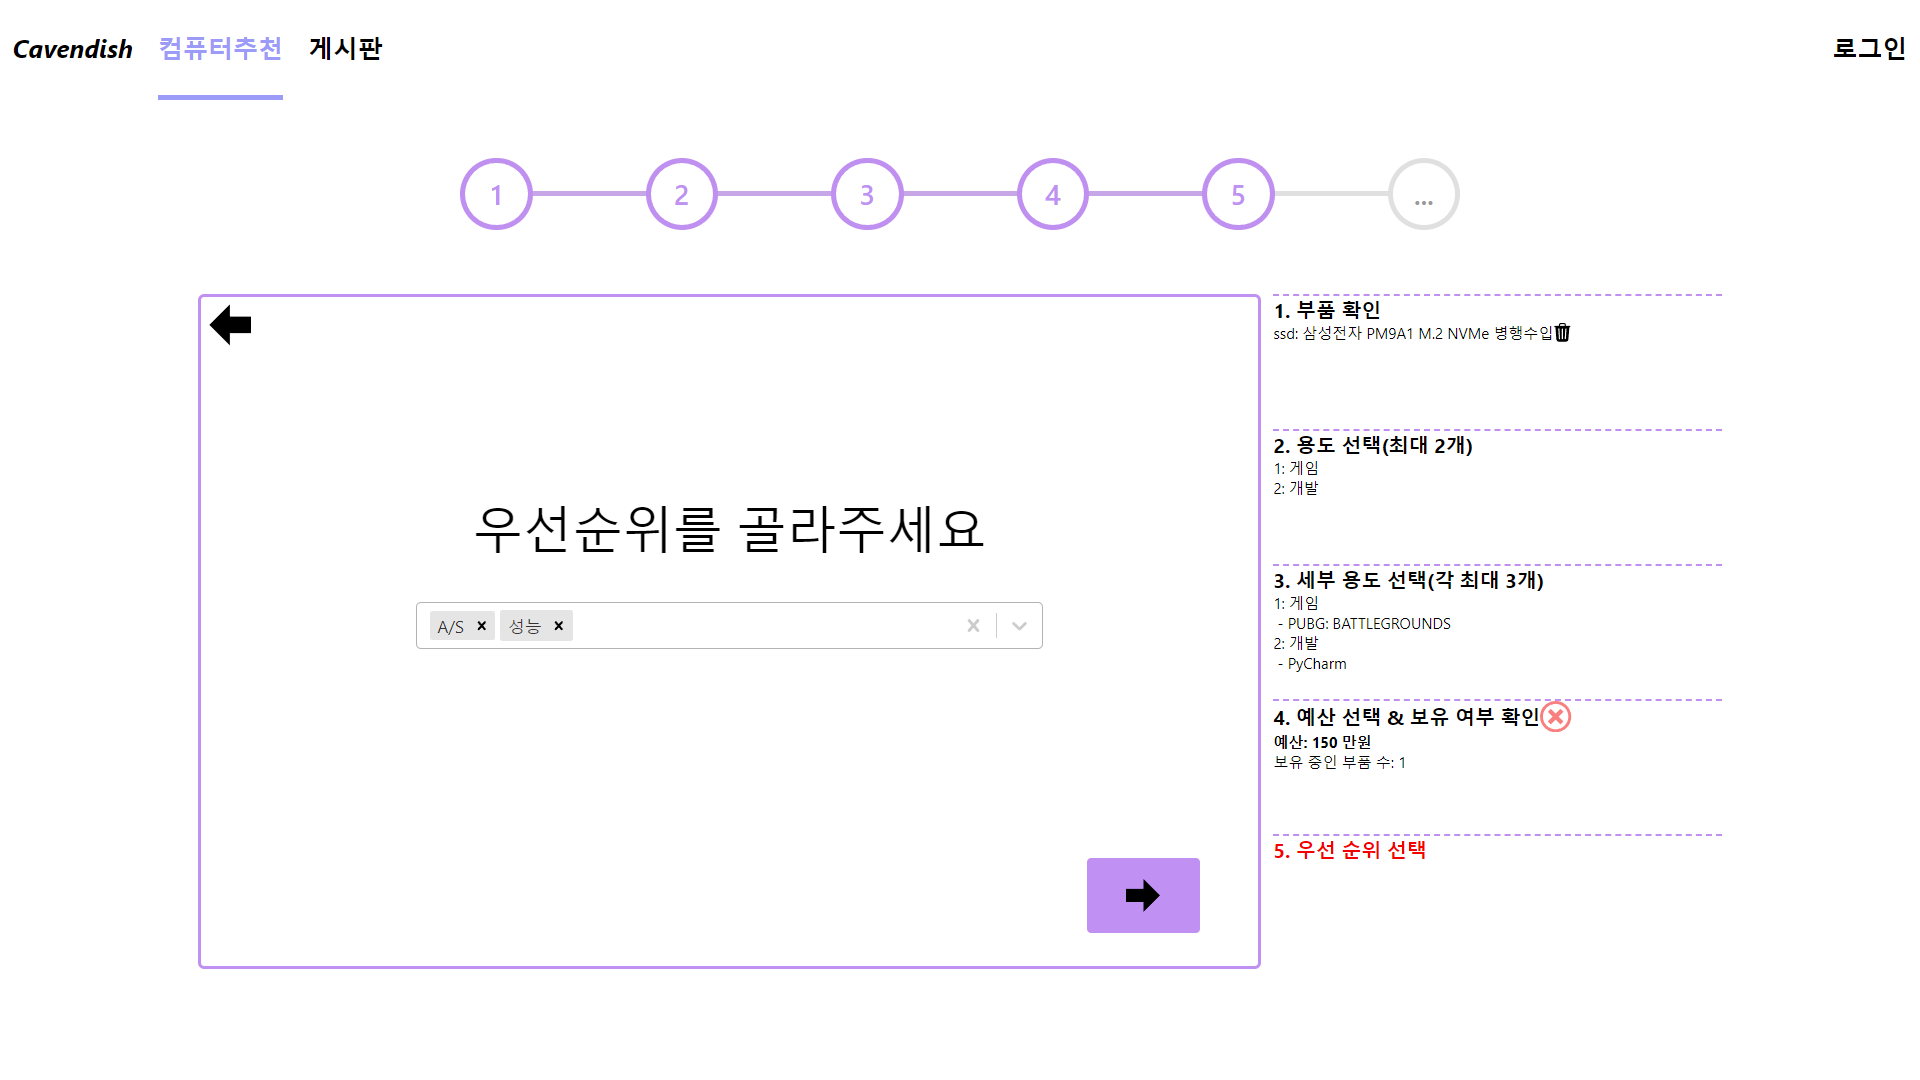 Cavendish 컴퓨터추천 게시판 로그인
1 2 3 4 5 ...
우선순위를 골라주세요
A/S 성능
1. 부품 확인
ssd: 삼성전자 PM9A1 M.2 NVMe 병행수입
2. 용도 선택(최대 2개)
1: 게임
2: 개발
3. 세부 용도 선택(각 최대 3개)
1: 게임
- PUBG: BATTLEGROUNDS
2: 개발
- PyCharm
4. 예산 선택 & 보유 여부 확인
예산: 150 만원
보유 중인 부품 수: 1
5. 우선 순위 선택